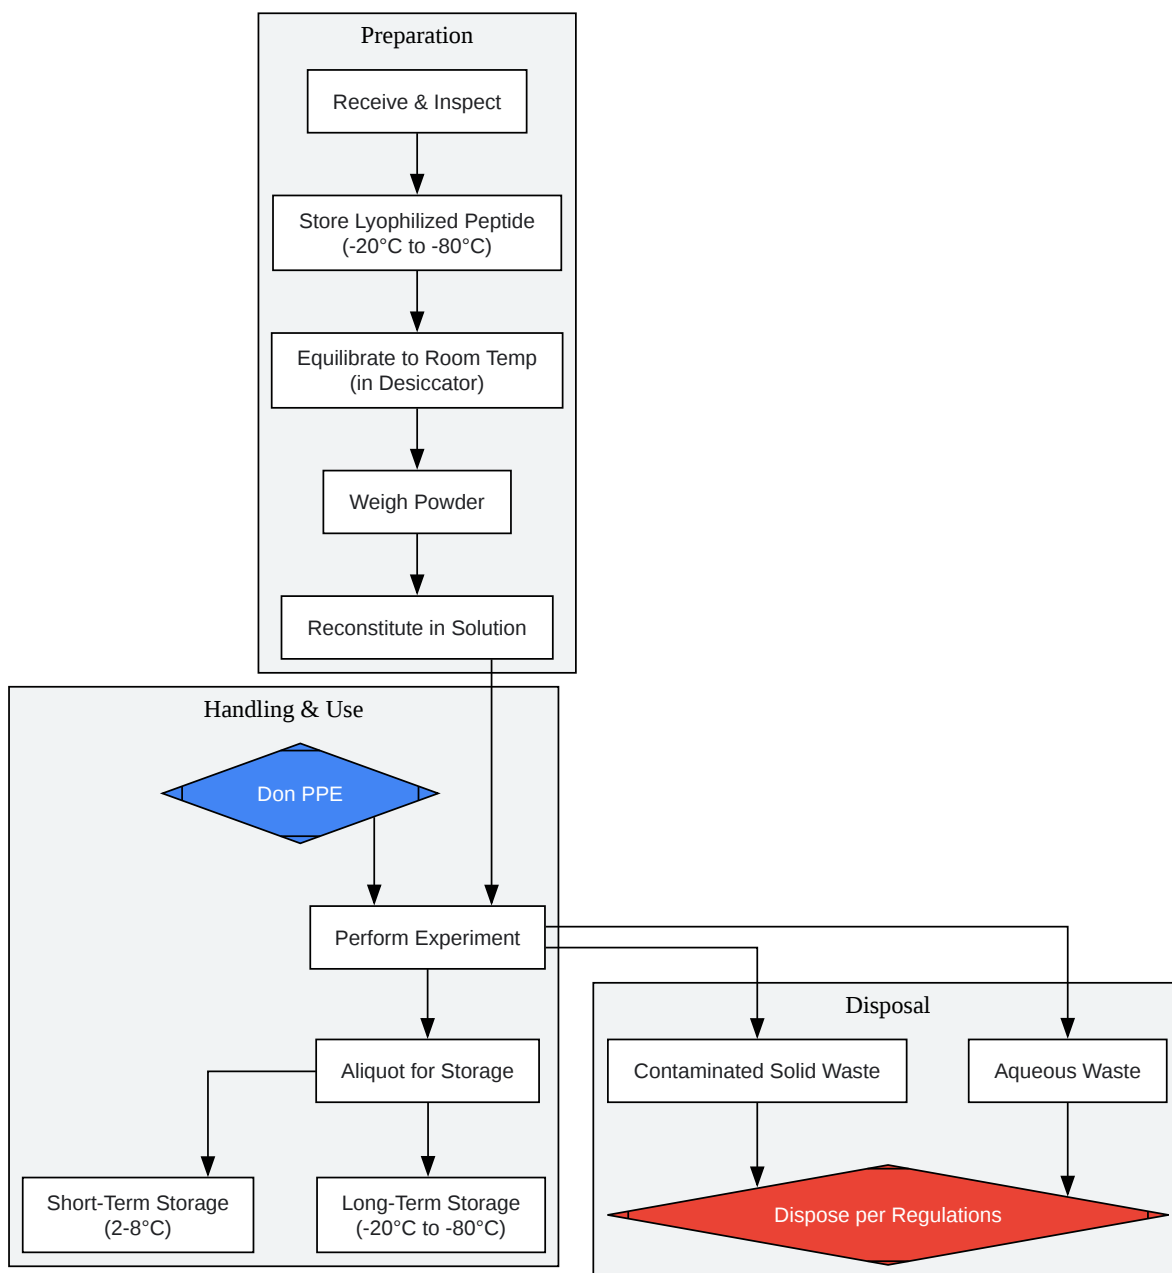 Preparation
Receive & Inspect
Store Lyophilized Peptide
(-20°C to -80°C)
Equilibrate to Room Temp
(in Desiccator)
Weigh Powder
Reconstitute in Solution
Handling & Use
Don PPE
Perform Experiment
Aliquot for Storage
Short-Term Storage
(2-8°C)
Long-Term Storage
(-20°C to -80°C)
Disposal
Contaminated Solid Waste
Aqueous Waste
Dispose per Regulations